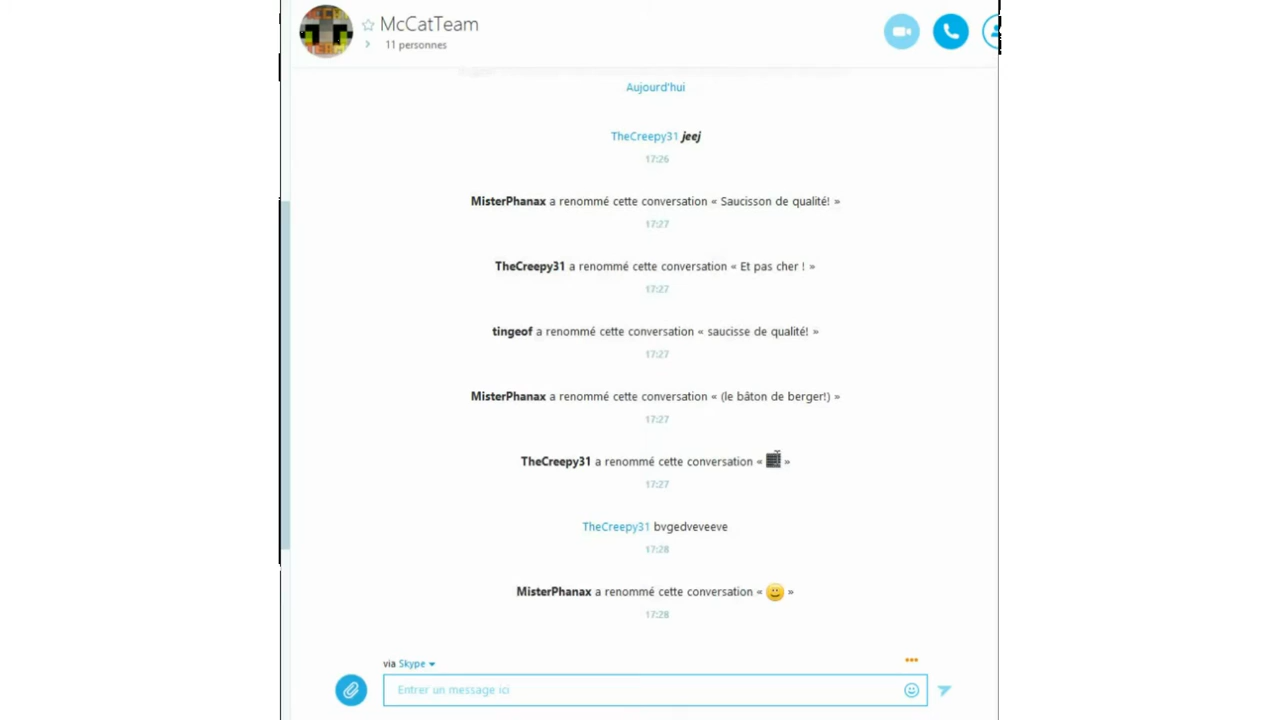 McCatTeam
11 personnes
Aujourd'hui
TheCreepy31 jeej
17:26
MisterPhanax a renommé cette conversation « Saucisson de qualité! »
17:27
TheCreepy31 a renommé cette conversation « Et pas cher ! »
17:27
tingeof a renommé cette conversation « saucisse de qualité! »
17:27
MisterPhanax a renommé cette conversation « (le bâton de berger!) »
17:27
TheCreepy31 a renommé cette conversation « »
17:27
TheCreepy31 bvgedveveeve
17:28
MisterPhanax a renommé cette conversation « 🙂 »
17:28
via Skype
Entrer un message ici